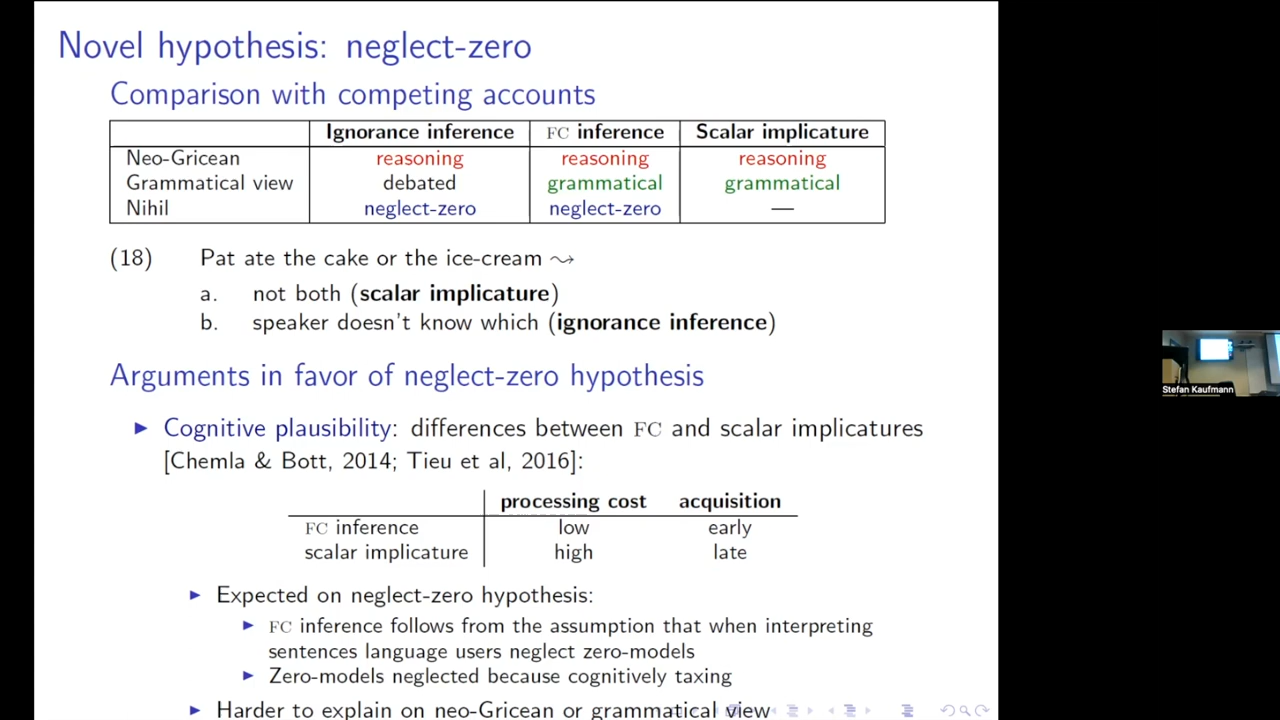 Novel hypothesis: neglect-zero
Comparison with competing accounts
Ignorance inference FC inference Scalar implicature
Neo-Gricean reasoning reasoning reasoning
Grammatical view debated grammatical grammatical
Nihil neglect-zero neglect-zero —
(18) Pat ate the cake or the ice-cream ⤳
a. not both (scalar implicature)
b. speaker doesn't know which (ignorance inference)
Arguments in favor of neglect-zero hypothesis
▶ Cognitive plausibility: differences between FC and scalar implicatures
[Chemla & Bott, 2014; Tieu et al, 2016]:
processing cost acquisition
FC inference low early
scalar implicature high late
▶ Expected on neglect-zero hypothesis:
▶ FC inference follows from the assumption that when interpreting
sentences language users neglect zero-models
▶ Zero-models neglected because cognitively taxing
▶ Harder to explain on neo-Gricean or grammatical view
Stefan Kaufmann